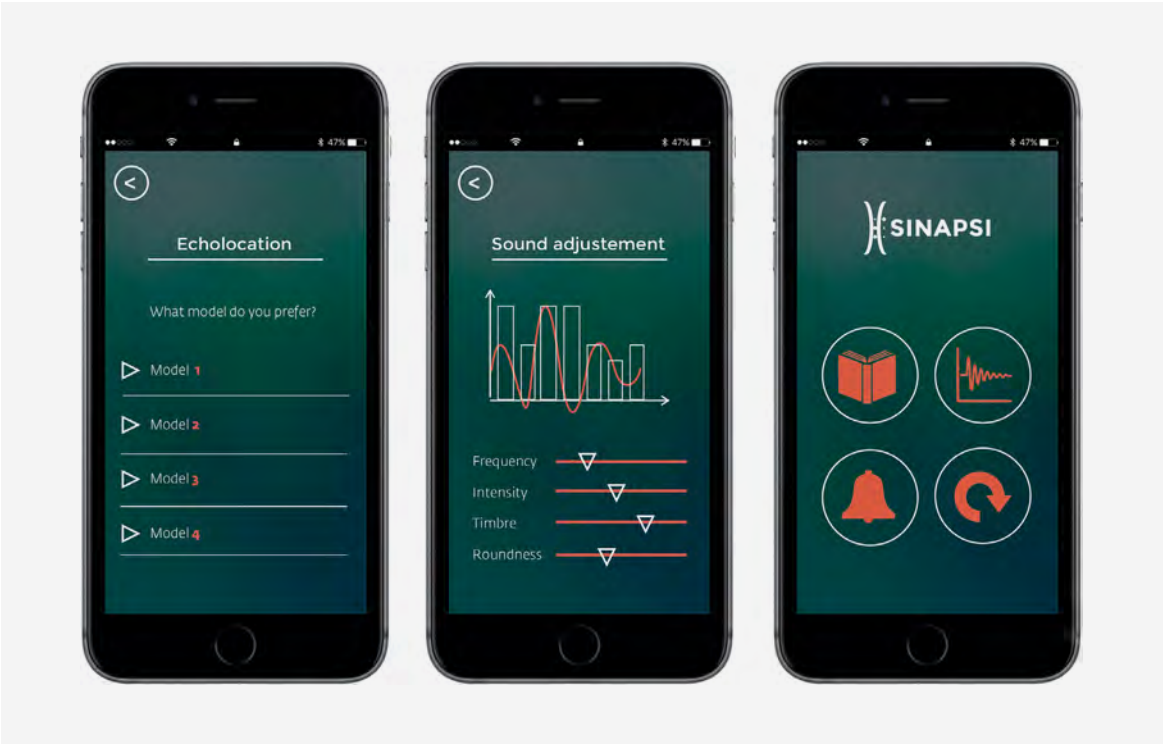 47%
<
Echolocation
What model do you prefer?
Model 1
Model 2
Model 3
Model 4
47%
<
Sound adjustement
Frequency
Intensity
Timbre
Roundness
47%
SINAPSI